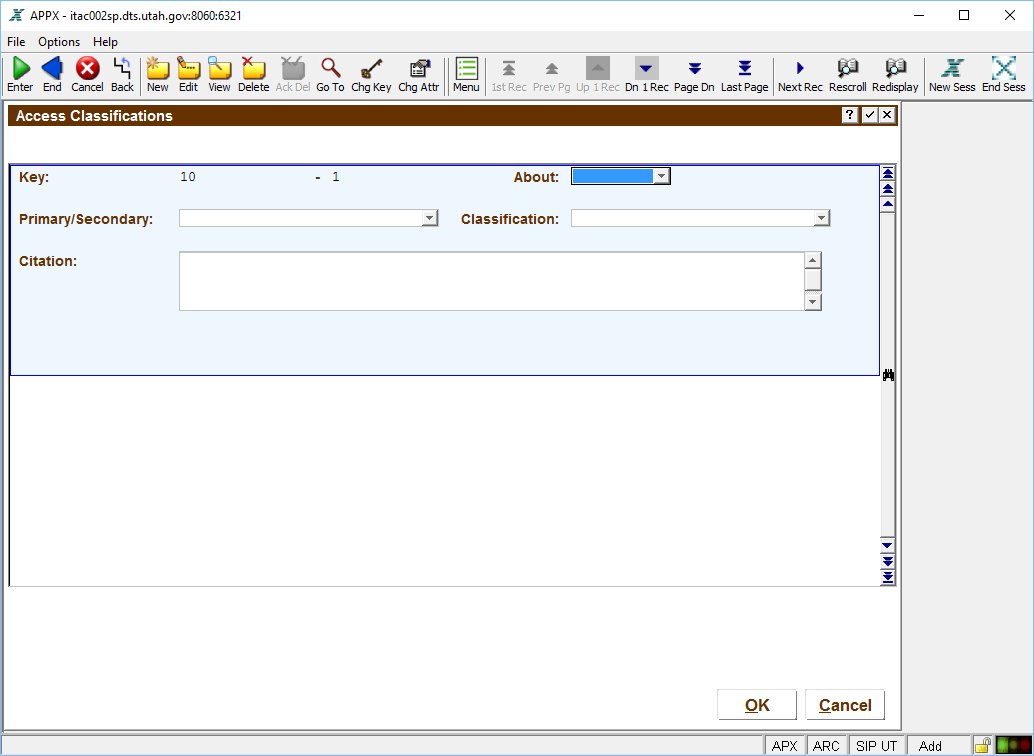 APPX - itac002sp.dts.utah.gov:8060:6321
File Options Help
Enter End Cancel Back New Edit View Delete Ack Del Go To Chg Key Chg Attr Menu 1st Rec Prev Pg Up 1 Rec Dn 1 Rec Page Dn Last Page Next Rec Rescroll Redisplay New Sess End Sess
Access Classifications ?
Key: 10 - 1 About:
Primary/Secondary: Classification:
Citation:
OK Cancel
APX ARC SIP UT Add